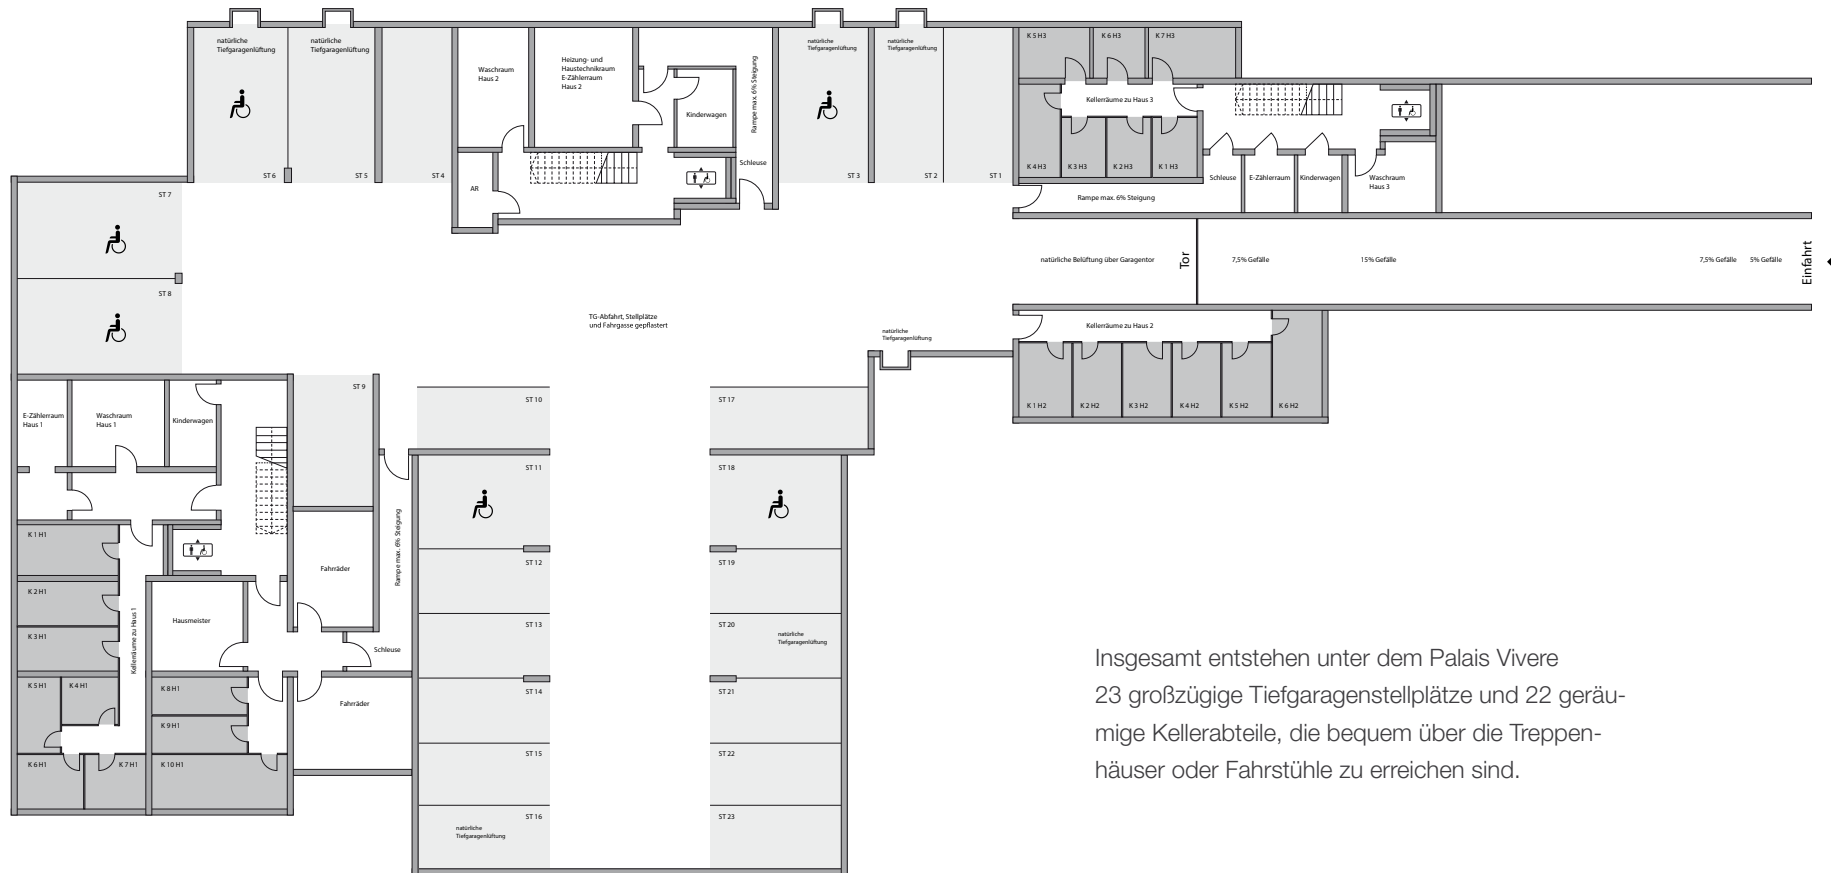 natürliche
Tiefgaragenlüftung
natürliche
Tiefgaragenlüftung
ST 6
ST 5
ST 4
Waschraum
Haus 2
Heizung- und
Haustechnikraum
E-Zählerraum
Haus 2
Kinderwagen
Rampe max. 6% Steigung
Schleuse
AR
natürliche
Tiefgaragenlüftung
natürliche
Tiefgaragenlüftung
ST 3
ST 2
ST 1
K 5 H3
K 6 H3
K 7 H3
Kellerräume zu Haus 3
K 4 H3
K 3 H3
K 2 H3
K 1 H3
Schleuse
E-Zählerraum
Kinderwagen
Waschraum
Haus 3
Rampe max. 6% Steigung
ST 7
ST 8
natürliche Belüftung über Garagentor
Tor
7,5% Gefälle
15% Gefälle
7,5% Gefälle
5% Gefälle
Einfahrt
TG-Abfahrt, Stellplätze
und Fahrgasse gepflastert
natürliche
Tiefgaragenlüftung
Kellerräume zu Haus 2
K 1 H2
K 2 H2
K 3 H2
K 4 H2
K 5 H2
K 6 H2
E-Zählerraum
Haus 1
Waschraum
Haus 1
Kinderwagen
ST 9
ST 10
ST 17
ST 11
ST 18
Rampe max. 6% Steigung
K 1 H1
K 2 H1
K 3 H1
Kellerräume zu Haus 1
Hausmeister
Fahrräder
Schleuse
ST 12
ST 19
ST 13
ST 20
natürliche
Tiefgaragenlüftung
K 5 H1
K 4 H1
K 8 H1
K 9 H1
Fahrräder
ST 14
ST 21
K 6 H1
K 7 H1
K 10 H1
ST 15
ST 22
ST 16
natürliche
Tiefgaragenlüftung
ST 23
Insgesamt entstehen unter dem Palais Vivere
23 großzügige Tiefgaragenstellplätze und 22 geräu-
mige Kellerabteile, die bequem über die Treppen-
häuser oder Fahrstühle zu erreichen sind.